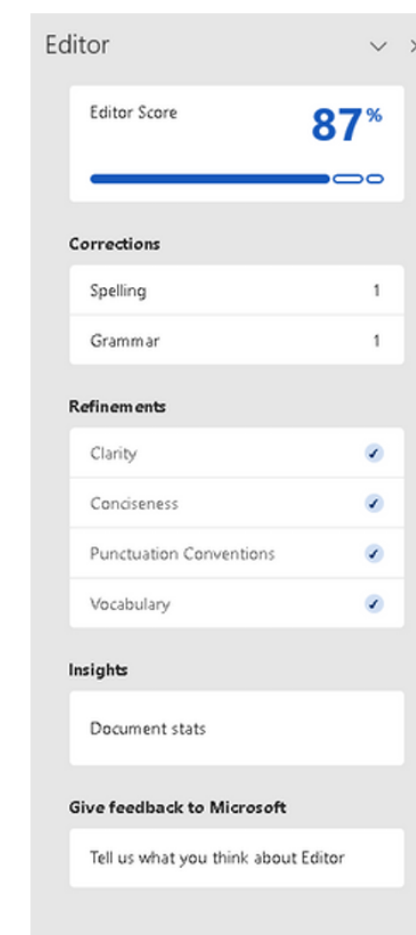 Editor
Editor Score
87%
Corrections
Spelling 1
Grammar 1
Refinements
Clarity
Conciseness
Punctuation Conventions
Vocabulary
Insights
Document stats
Give feedback to Microsoft
Tell us what you think about Editor